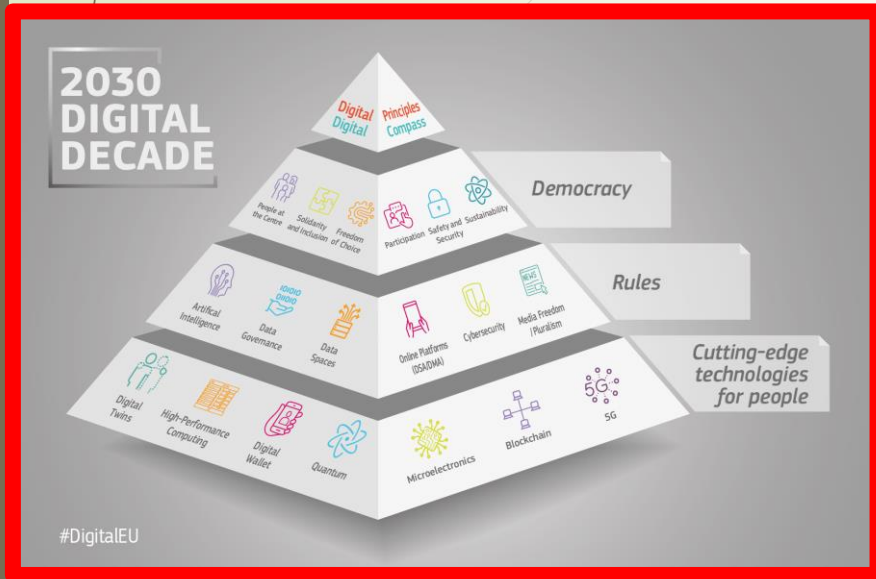 2030
DIGITAL
DECADE
Digital Principles
Digital Compass
Democracy
People at
the Centre
Solidarity
and Inclusion
Freedom
of Choice
Participation
Safety and
Security
Sustainability
Rules
Artifical
Intelligence
Data
Governance
Data
Spaces
Online Platforms
(DSA/DMA)
Cybersecurity
NEWS
Media Freedom
/Pluralism
Cutting-edge
technologies
for people
Digital
Twins
High-Performance
Computing
Digital
Wallet
Quantum
Microelectronics
Blockchain
5G
5G
#DigitalEU